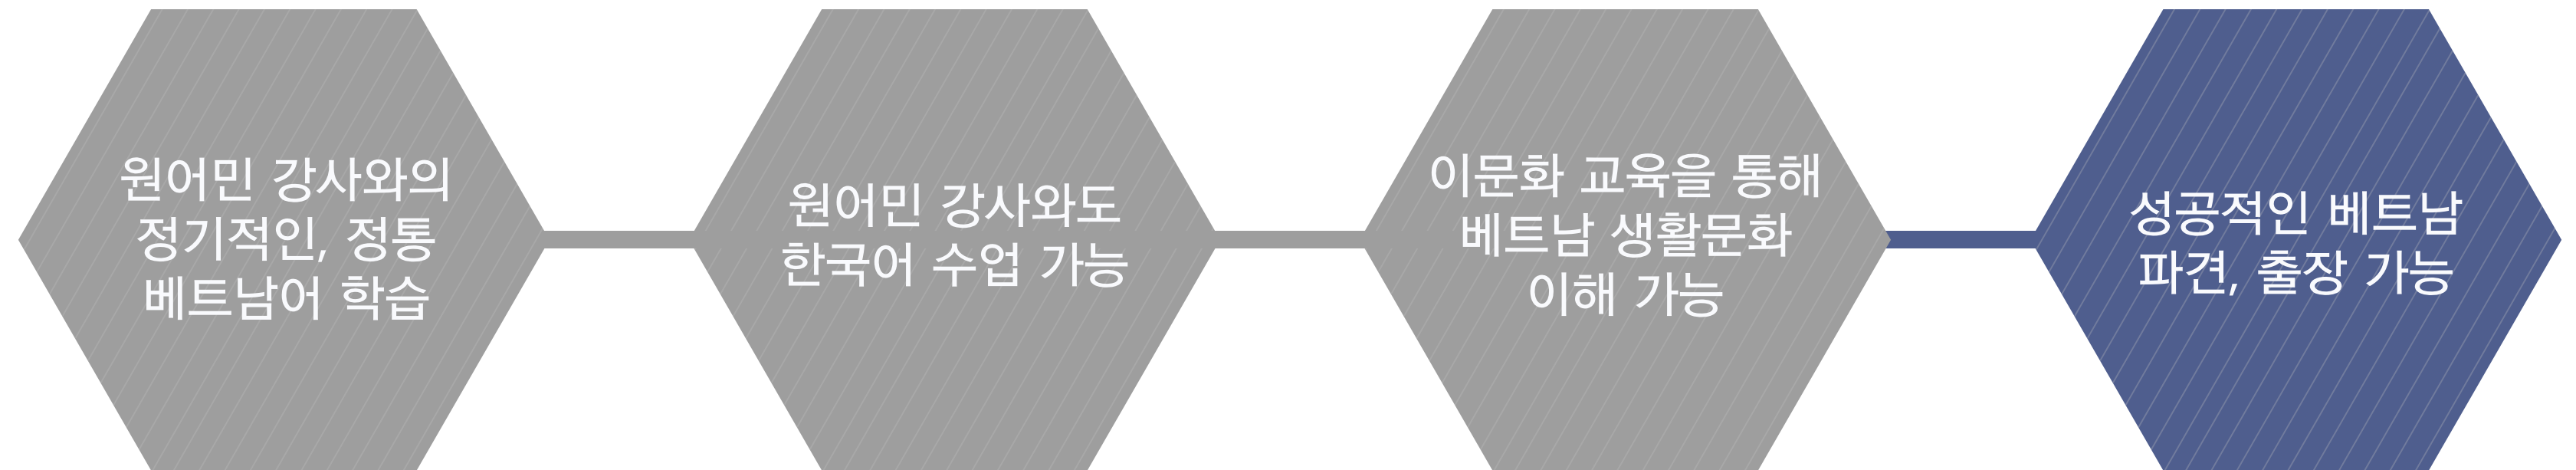 원어민 강사와의
정기적인, 정통
베트남어 학습
원어민 강사와도
한국어 수업 가능
이문화 교육을 통해
베트남 생활문화
이해 가능
성공적인 베트남
파견, 출장 가능